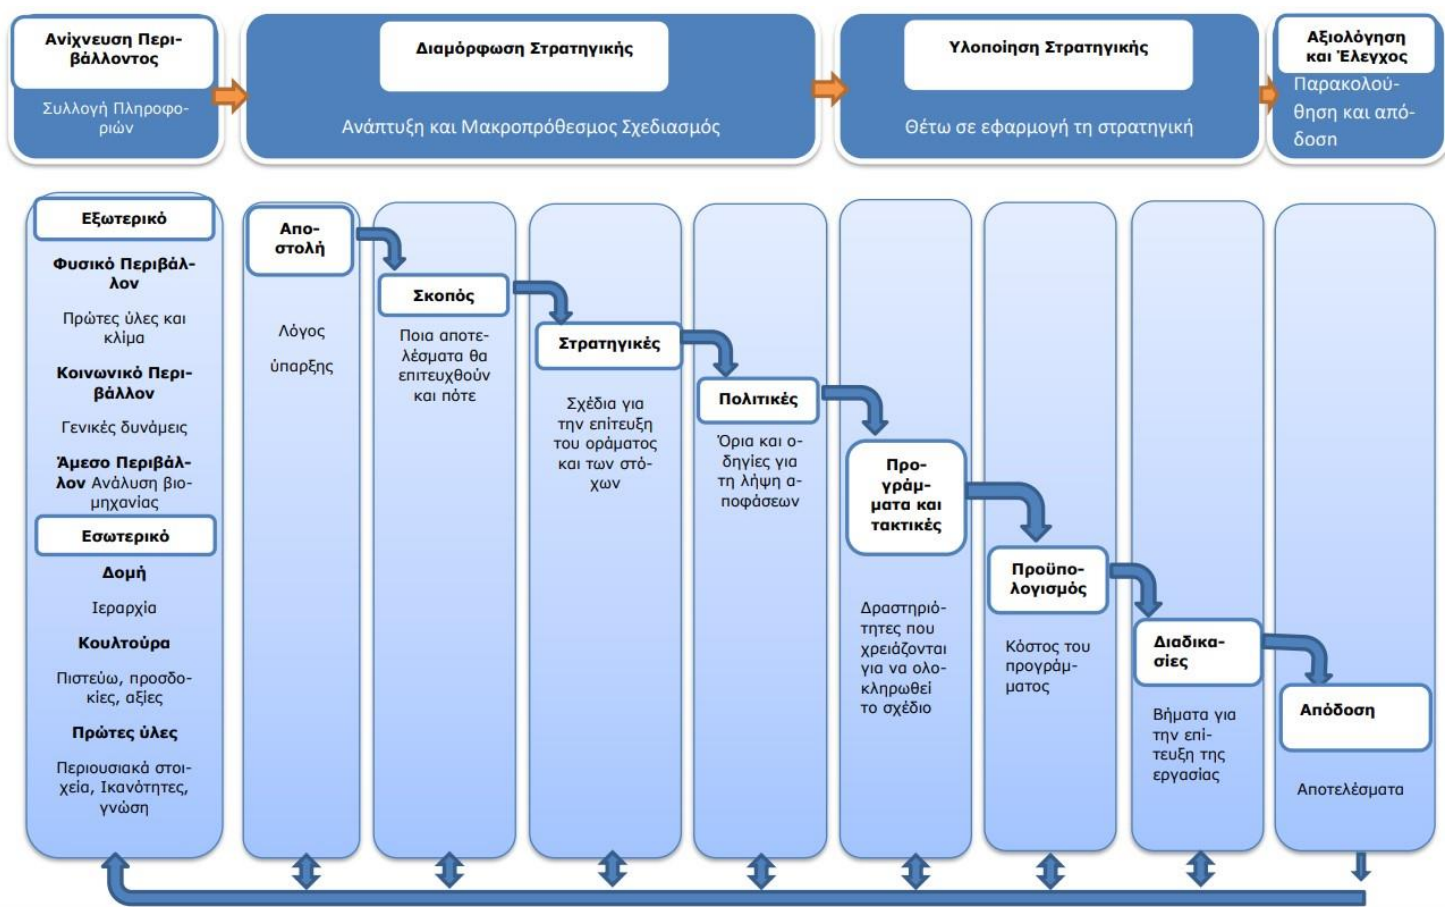 Ανίχνευση Περι-
βάλλοντος
Συλλογή Πληροφο-
ριών
Διαμόρφωση Στρατηγικής
Ανάπτυξη και Μακροπρόθεσμος Σχεδιασμός
Υλοποίηση Στρατηγικής
Θέτω σε εφαρμογή τη στρατηγική
Αξιολόγηση
και Έλεγχος
Παρακολού-
θηση και από-
δοση
Εξωτερικό
Φυσικό Περιβάλ-
λον
Πρώτες ύλες και
κλίμα
Κοινωνικό Περι-
βάλλον
Γενικές δυνάμεις
Άμεσο Περιβάλ-
λον Ανάλυση βιο-
μηχανίας
Εσωτερικό
Δομή
Ιεραρχία
Κουλτούρα
Πιστεύω, προσδο-
κίες, αξίες
Πρώτες ύλες
Περιουσιακά στοι-
χεία, Ικανότητες,
γνώση
Απο-
στολή
Λόγος
ύπαρξης
Σκοπός
Ποια αποτε-
λέσματα θα
επιτευχθούν
και πότε
Στρατηγικές
Σχέδια για
την επίτευξη
του οράματος
και των στό-
χων
Πολιτικές
Όρια και ο-
δηγίες για
τη λήψη α-
ποφάσεων
Προ-
γράμ-
ματα και
τακτικές
Δραστηριό-
τητες που
χρειάζονται
για να ολο-
κληρωθεί
το σχέδιο
Προϋπο-
λογισμός
Κόστος του
προγράμ-
ματος
Διαδικα-
σίες
Βήματα για
την επί-
τευξη της
εργασίας
Απόδοση
Αποτελέσματα